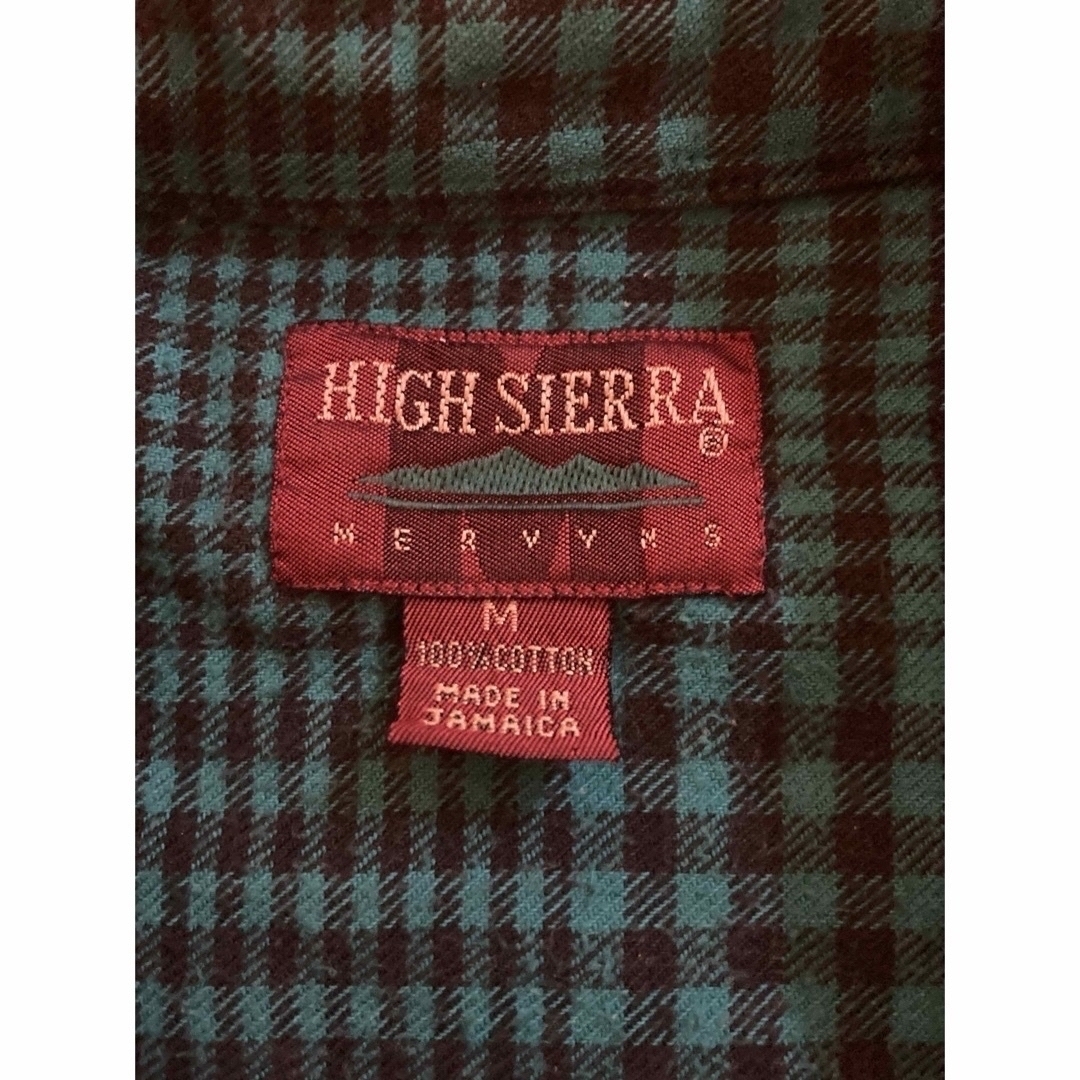 HIGH SIERRA®
MERVYNS
M
100% COTTON
MADE IN
JAMAICA